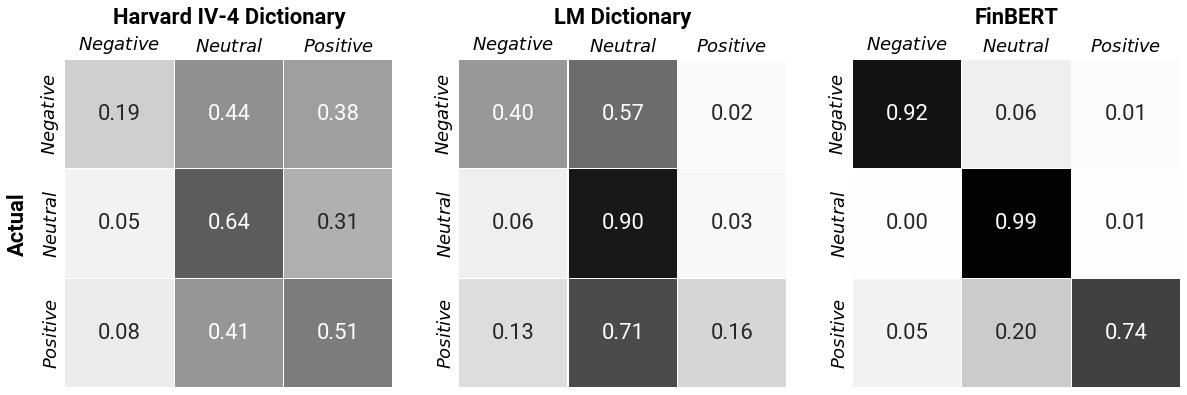 Harvard IV-4 Dictionary LM Dictionary FinBERT
Negative Neutral Positive Negative Neutral Positive Negative Neutral Positive
Negative 0.19 0.44 0.38 Negative 0.40 0.57 0.02 Negative 0.92 0.06 0.01
Actual Neutral 0.05 0.64 0.31 Neutral 0.06 0.90 0.03 Neutral 0.00 0.99 0.01
Positive 0.08 0.41 0.51 Positive 0.13 0.71 0.16 Positive 0.05 0.20 0.74